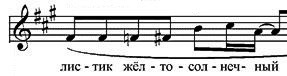 лис - тик жёл - то - сол - неч - ный